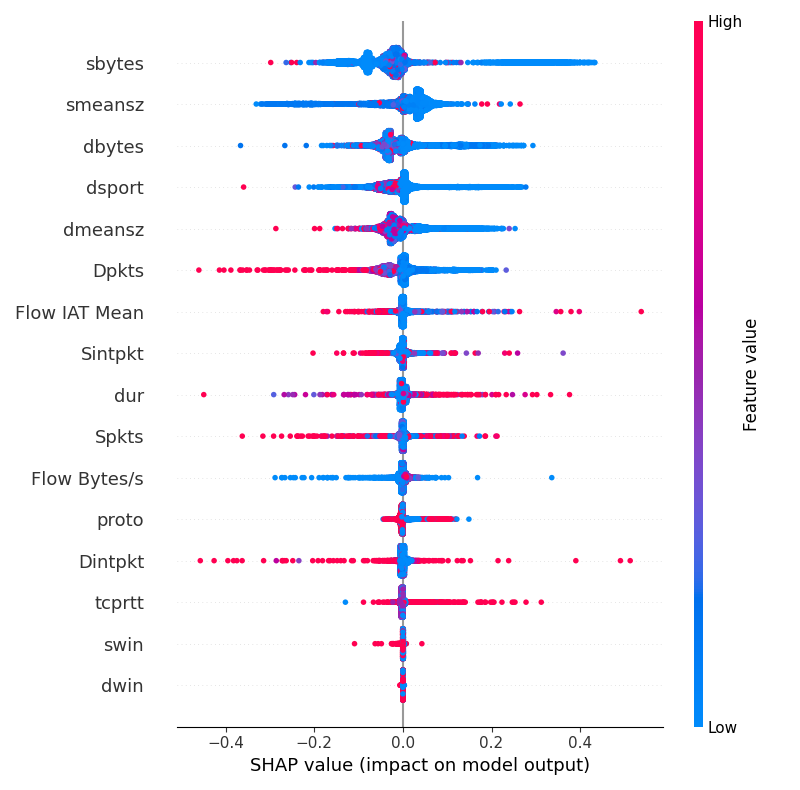 High
sbytes
smeansz
dbytes
dsport
dmeansz
Dpkts
Flow IAT Mean
Sintpkt
dur
Spkts
Flow Bytes/s
proto
Dintpkt
tcprtt
swin
dwin
Feature value
Low
−0.4 −0.2 0.0 0.2 0.4
SHAP value (impact on model output)